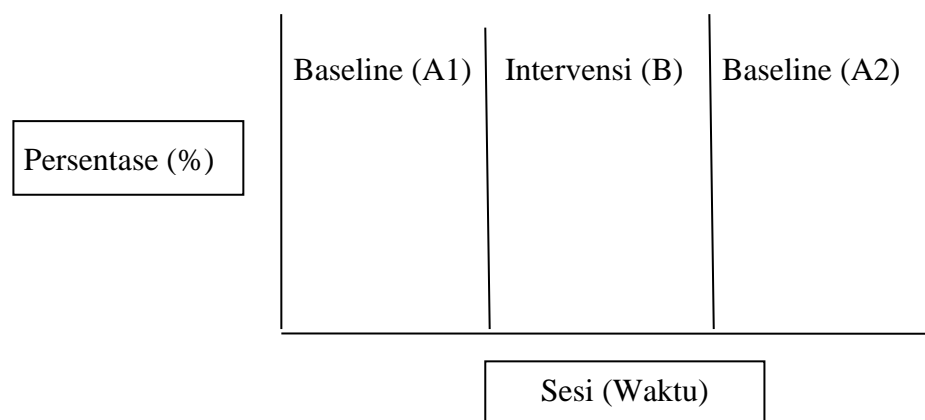 Baseline (A1) Intervensi (B) Baseline (A2)
Persentase (%)
Sesi (Waktu)